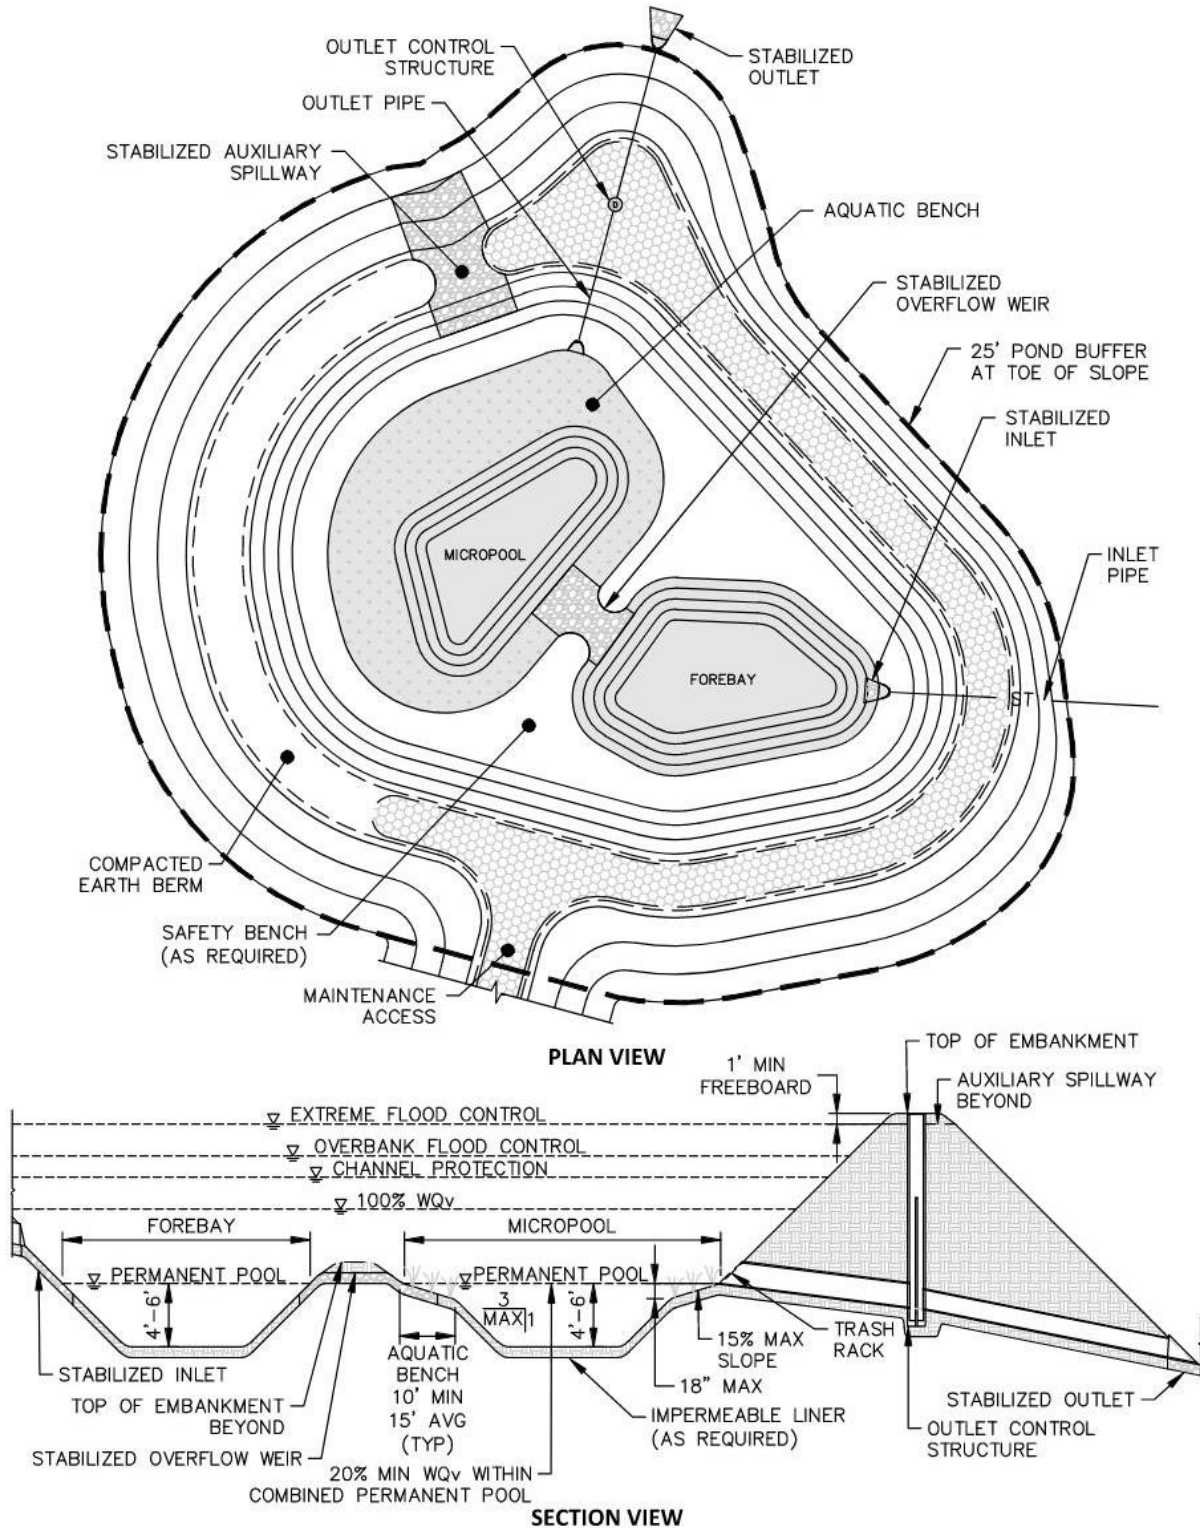 OUTLET CONTROL
STRUCTURE
STABILIZED
OUTLET
OUTLET PIPE
STABILIZED AUXILIARY
SPILLWAY
AQUATIC BENCH
STABILIZED
OVERFLOW WEIR
25' POND BUFFER
AT TOE OF SLOPE
STABILIZED
INLET
MICROPOOL
INLET
PIPE
FOREBAY
ST
COMPACTED
EARTH BERM
SAFETY BENCH
(AS REQUIRED)
MAINTENANCE
ACCESS
PLAN VIEW
TOP OF EMBANKMENT
1' MIN
FREEBOARD
AUXILIARY SPILLWAY
BEYOND
EXTREME FLOOD CONTROL
OVERBANK FLOOD CONTROL
CHANNEL PROTECTION
100% WQv
FOREBAY
MICROPOOL
PERMANENT POOL
PERMANENT POOL
4'-6'
3
MAX 1
4'-6'
STABILIZED INLET
AQUATIC
BENCH
10' MIN
15' AVG
(TYP)
15% MAX
SLOPE
TRASH
RACK
18" MAX
TOP OF EMBANKMENT
BEYOND
STABILIZED OUTLET
IMPERMEABLE LINER
(AS REQUIRED)
OUTLET CONTROL
STRUCTURE
STABILIZED OVERFLOW WEIR
20% MIN WQv WITHIN
COMBINED PERMANENT POOL
SECTION VIEW